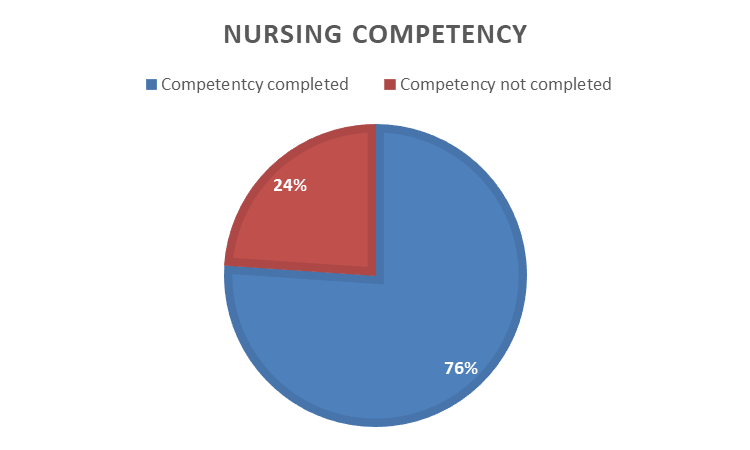 NURSING COMPETENCY
Competentcy completed
Competency not completed
24%
76%